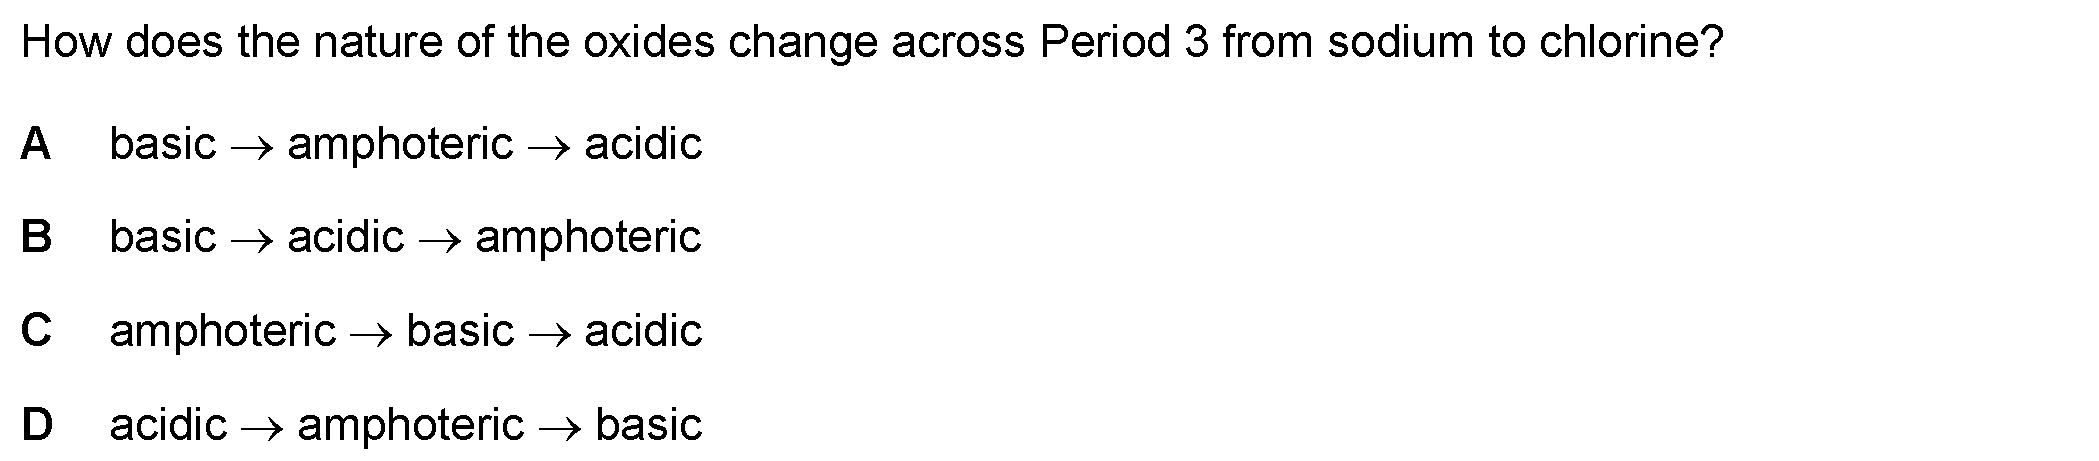 How does the nature of the oxides change across Period 3 from sodium to chlorine?
A basic → amphoteric → acidic
B basic → acidic → amphoteric
C amphoteric → basic → acidic
D acidic → amphoteric → basic